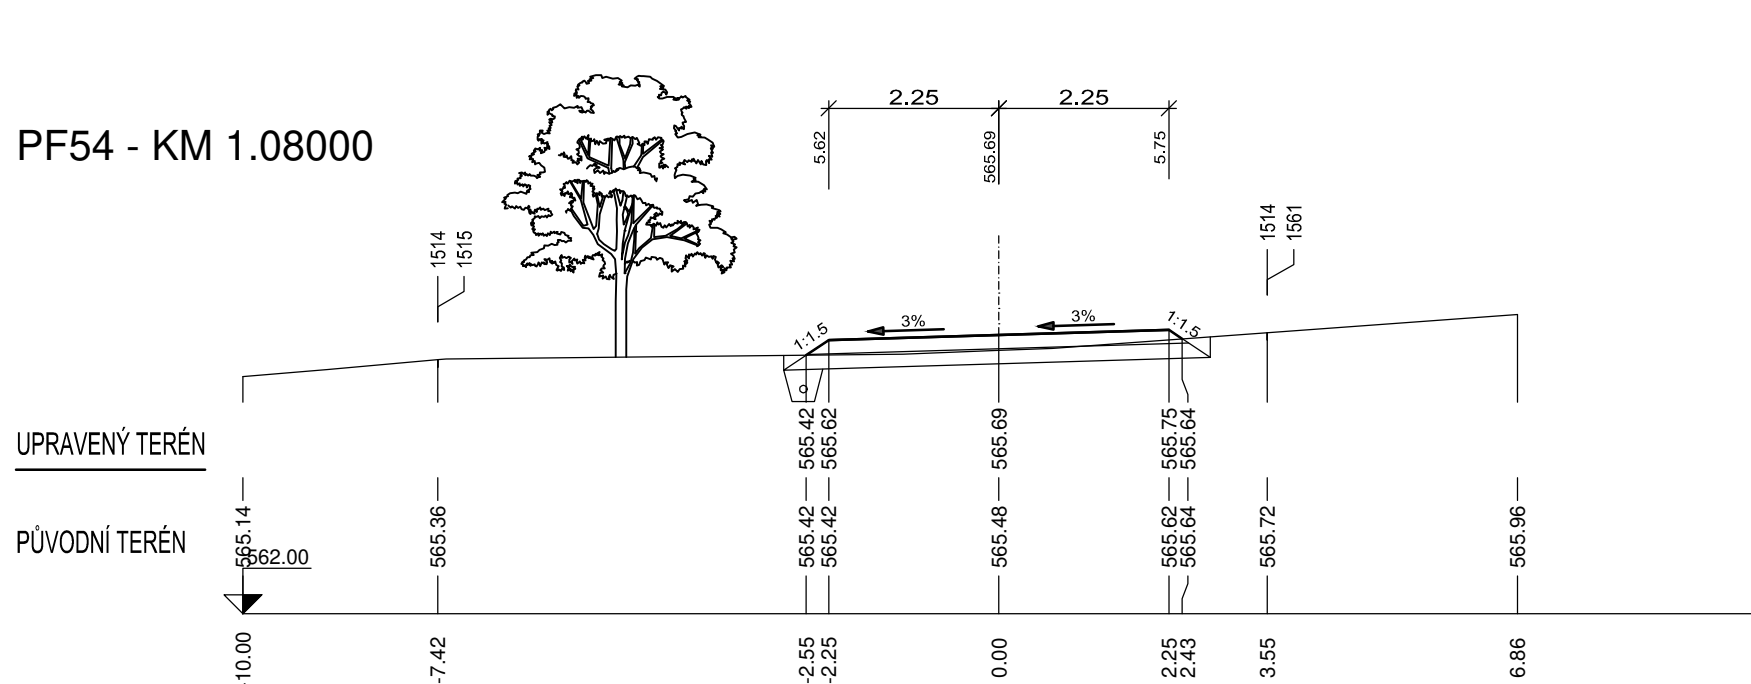 2.25 2.25
5.62 565.69 5.75
PF54 - KM 1.08000
1514 1515
1514 1561
1:1.5 3% 3% 1:1.5
UPRAVENÝ TERÉN 565.42 565.62 565.69 565.75 565.64
PŮVODNÍ TERÉN 565.14 565.36 565.42 565.42 565.48 565.62 565.64 565.72 565.96
562.00
-10.00 -7.42 -2.55 -2.25 0.00 2.25 2.43 3.55 6.86